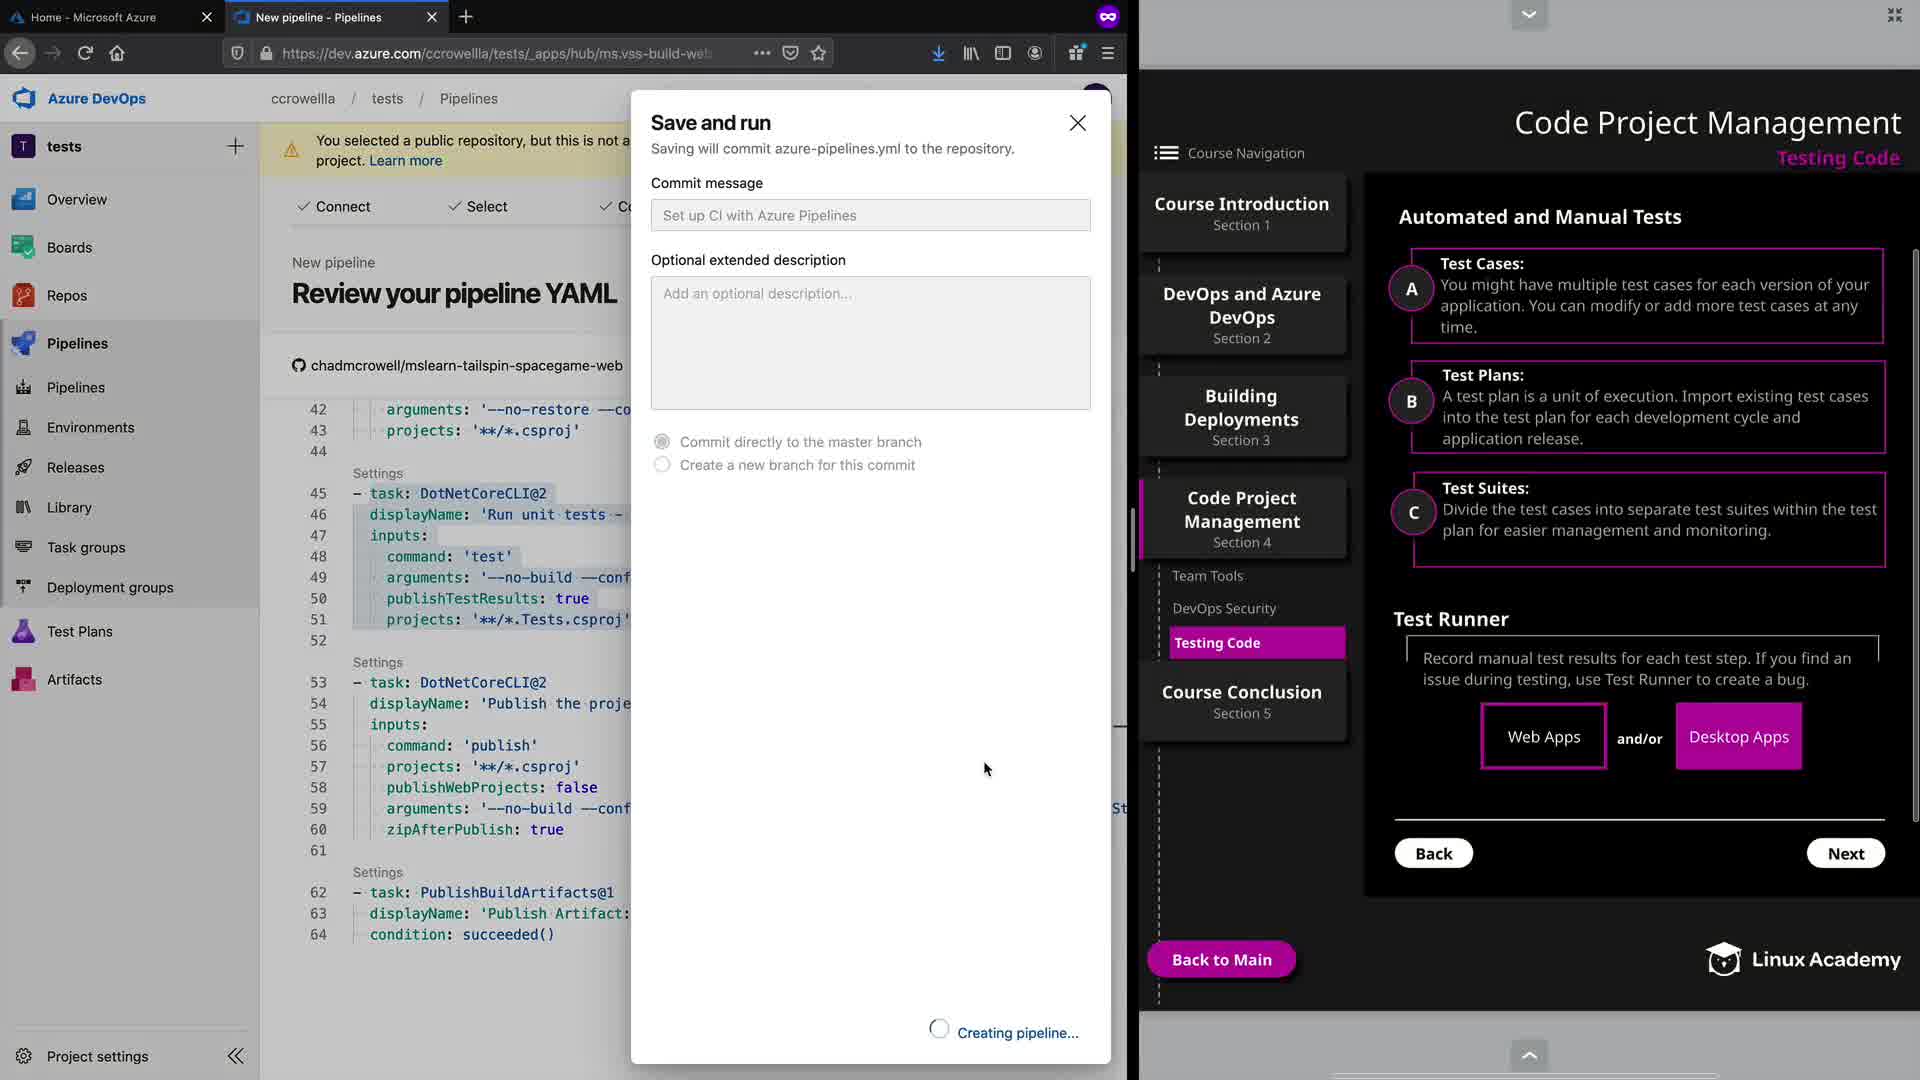 Home - Microsoft Azure
New pipeline - Pipelines
https://dev.azure.com/ccrowellla/tests/_apps/hub/ms.vss-build-web
Azure DevOps
ccrowellla / tests / Pipelines
T
tests
Overview
Boards
Repos
Pipelines
Pipelines
Environments
Releases
Library
Task groups
Deployment groups
Test Plans
Artifacts
Project settings
You selected a public repository, but this is not a
project. Learn more
Connect
Select
Co
New pipeline
Review your pipeline YAML
chadmcrowell/mslearn-tailspin-spacegame-web
42 arguments: '--no-restore --co
43 projects: '**/*.csproj'
44
Settings
45 - task: DotNetCoreCLI@2
46 displayName: 'Run unit tests -
47 inputs:
48 command: 'test'
49 arguments: '--no-build --conf
50 publishTestResults: true
51 projects: '**/*.Tests.csproj'
52
Settings
53 - task: DotNetCoreCLI@2
54 displayName: 'Publish the proje
55 inputs:
56 command: 'publish'
57 projects: '**/*.csproj'
58 publishWebProjects: false
59 arguments: '--no-build --conf
St
60 zipAfterPublish: true
61
Settings
62 - task: PublishBuildArtifacts@1
63 displayName: 'Publish Artifact:
64 condition: succeeded()
Save and run
Saving will commit azure-pipelines.yml to the repository.
Commit message
Set up CI with Azure Pipelines
Optional extended description
Add an optional description...
Commit directly to the master branch
Create a new branch for this commit
Creating pipeline...
Code Project Management
Testing Code
Course Navigation
Course Introduction
Section 1
DevOps and Azure
DevOps
Section 2
Building
Deployments
Section 3
Code Project
Management
Section 4
Team Tools
DevOps Security
Testing Code
Course Conclusion
Section 5
Back to Main
Automated and Manual Tests
A
Test Cases:
You might have multiple test cases for each version of your
application. You can modify or add more test cases at any
time.
B
Test Plans:
A test plan is a unit of execution. Import existing test cases
into the test plan for each development cycle and
application release.
C
Test Suites:
Divide the test cases into separate test suites within the test
plan for easier management and monitoring.
Test Runner
Record manual test results for each test step. If you find an
issue during testing, use Test Runner to create a bug.
Web Apps
and/or
Desktop Apps
Back
Next
Linux Academy